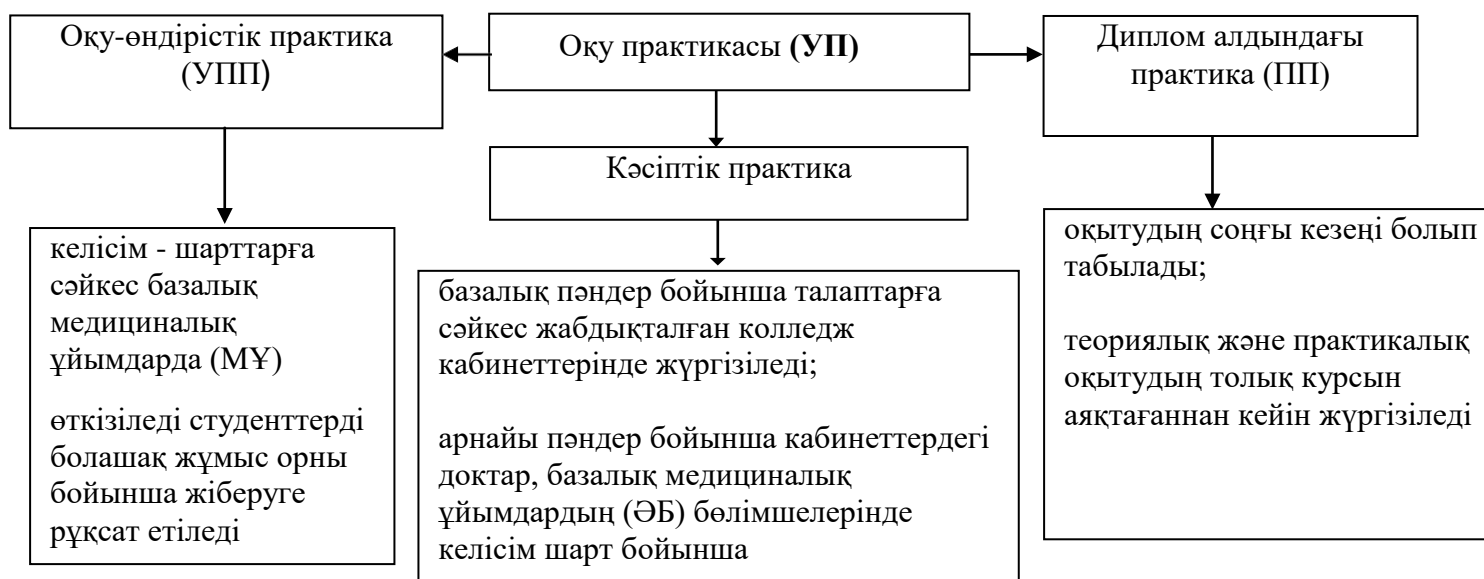 Оқу-өндірістік практика
(УПП)
Оқу практикасы (УП)
Диплом алдындағы
практика (ПП)
Кәсіптік практика
келісім - шарттарға
сәйкес базалық
медициналық
ұйымдарда (МҰ)
өткізіледі студенттерді
болашақ жұмыс орны
бойынша жіберуге
рұқсат етіледі
базалық пәндер бойынша талаптарға
сәйкес жабдықталған колледж
кабинеттерінде жүргізіледі;
арнайы пәндер бойынша кабинеттердегі
доктар, базалық медициналық
ұйымдардың (ӘБ) бөлімшелерінде
келісім шарт бойынша
оқытудың соңғы кезеңі болып
табылады;
теориялық және практикалық
оқытудың толық курсын
аяқтағаннан кейін жүргізіледі